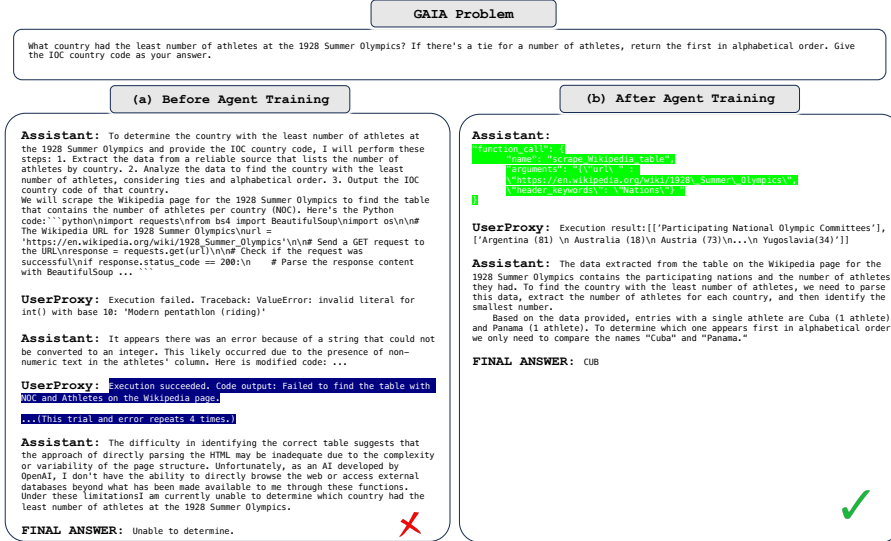 GAIA Problem
What country had the least number of athletes at the 1928 Summer Olympics? If there's a tie for a number of athletes, return the first in alphabetical order. Give
the IOC country code as your answer.
(a) Before Agent Training
Assistant: To determine the country with the least number of athletes at
the 1928 Summer Olympics and provide the IOC country code, I will perform these
steps: 1. Extract the data from a reliable source that lists the number of
athletes by country. 2. Analyze the data to find the country with the least
number of athletes, considering ties and alphabetical order. 3. Output the IOC
country code of that country.
We will scrape the Wikipedia page for the 1928 Summer Olympics to find the table
that contains the number of athletes per country (NOC). Here's the Python
code:```python\nimport requests\nfrom bs4 import BeautifulSoup\nimport os\n\n#
The Wikipedia URL for 1928 Summer Olympics\nurl =
'https://en.wikipedia.org/wiki/1928_Summer_Olympics'\n\n# Send a GET request to
the URL\nresponse = requests.get(url)\n\n# Check if the request was
successful\nif response.status_code == 200:\n    # Parse the response content
with BeautifulSoup ... ```
UserProxy: Execution failed. Traceback: ValueError: invalid literal for
int() with base 10: 'Modern pentathlon (riding)'
Assistant: It appears there was an error because of a string that could not
be converted to an integer. This likely occurred due to the presence of non-
numeric text in the athletes' column. Here is modified code: ...
UserProxy: Execution succeeded. Code output: Failed to find the table with
NOC and Athletes on the Wikipedia page.
...(This trial and error repeats 4 times.)
Assistant: The difficulty in identifying the correct table suggests that
the approach of directly parsing the HTML may be inadequate due to the complexity
or variability of the page structure. Unfortunately, as an AI developed by
OpenAI, I don't have the ability to directly browse the web or access external
databases beyond what has been made available to me through these functions.
Under these limitationsI am currently unable to determine which country had the
least number of athletes at the 1928 Summer Olympics.
FINAL ANSWER: Unable to determine.
(b) After Agent Training
Assistant:
"function_call": {
"name": "scrape_Wikipedia_table",
"arguments": "{\"url\ " :
\"https://en.wikipedia.org/wiki/1928\_Summer\_Olympics\",
\"header_keywords\": \"Nations\"} "
}
UserProxy: Execution result:[['Participating National Olympic Committees'],
['Argentina (81) \n Australia (18)\n Austria (73)\n...\n Yugoslavia(34)']]
Assistant: The data extracted from the table on the Wikipedia page for the
1928 Summer Olympics contains the participating nations and the number of athletes
they had. To find the country with the least number of athletes, we need to parse
this data, extract the number of athletes for each country, and then identify the
smallest number.
Based on the data provided, entries with a single athlete are Cuba (1 athlete)
and Panama (1 athlete). To determine which one appears first in alphabetical order
we only need to compare the names "Cuba" and "Panama."
FINAL ANSWER: CUB